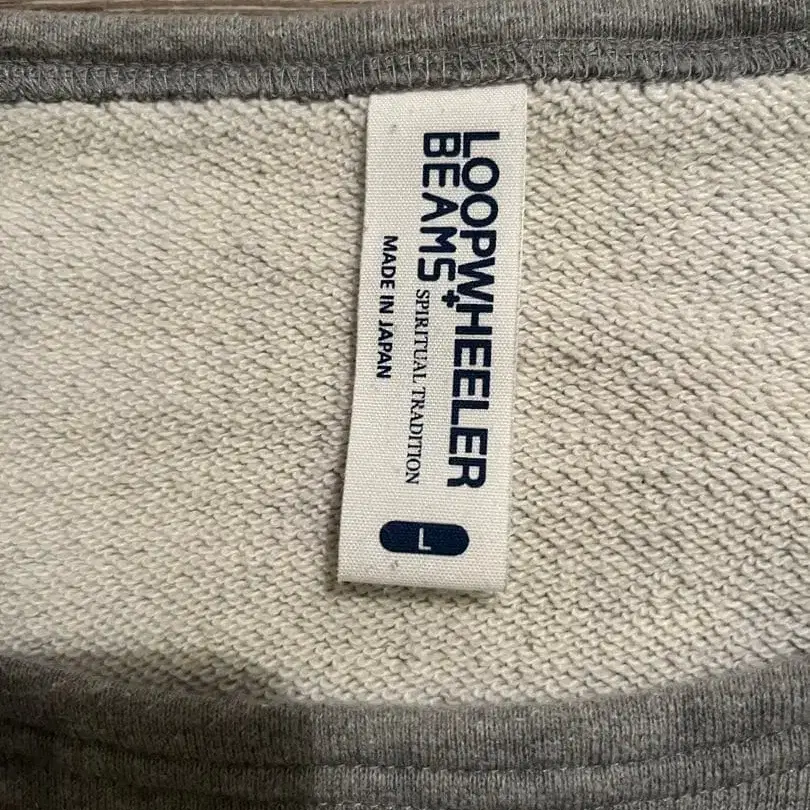 LOOPWHEELER
BEAMS+
SPIRITUAL TRADITION
MADE IN JAPAN
L